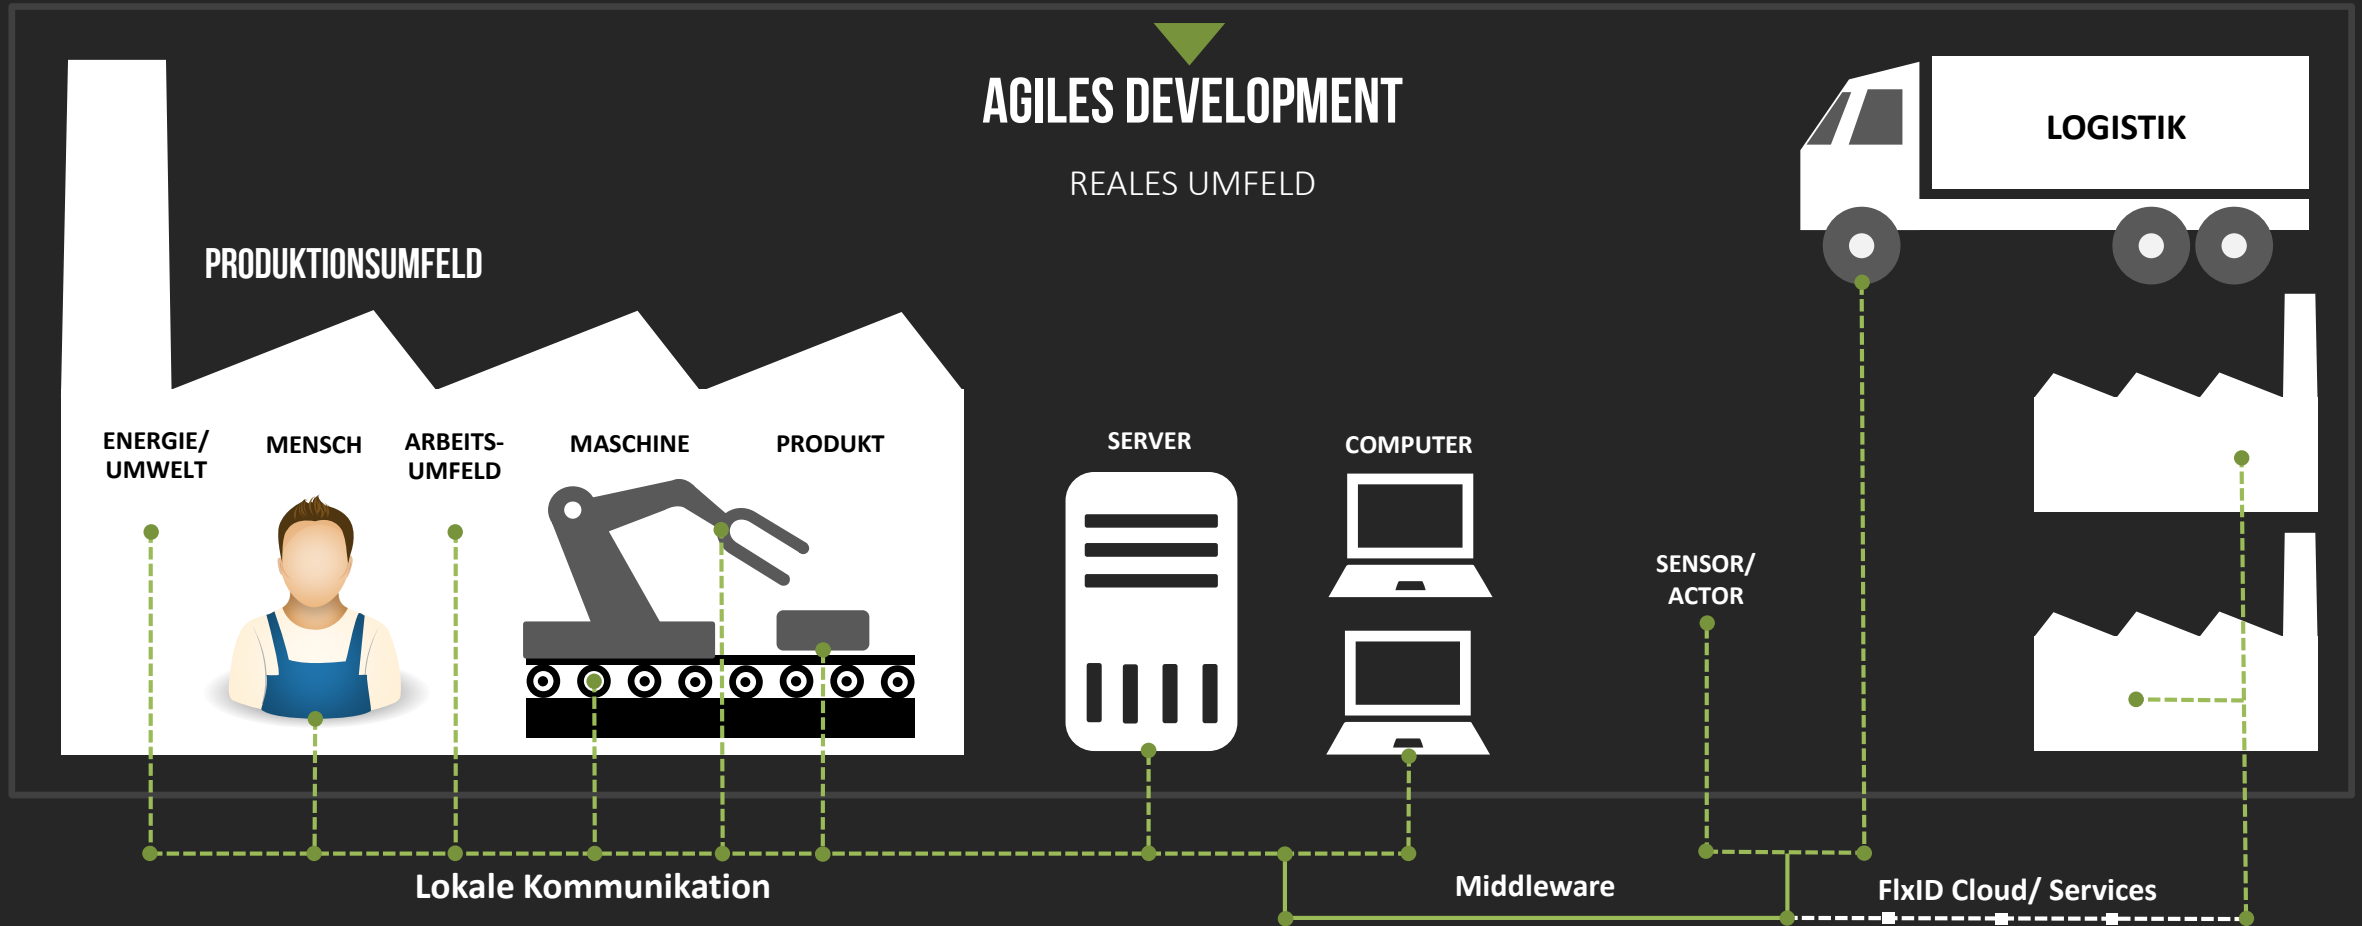 AGILES DEVELOPMENT
REALES UMFELD
LOGISTIK
PRODUKTIONSUMFELD
ENERGIE/
UMWELT
MENSCH
ARBEITS-
UMFELD
MASCHINE
PRODUKT
SERVER
COMPUTER
SENSOR/
ACTOR
Lokale Kommunikation
Middleware
FlxID Cloud/ Services